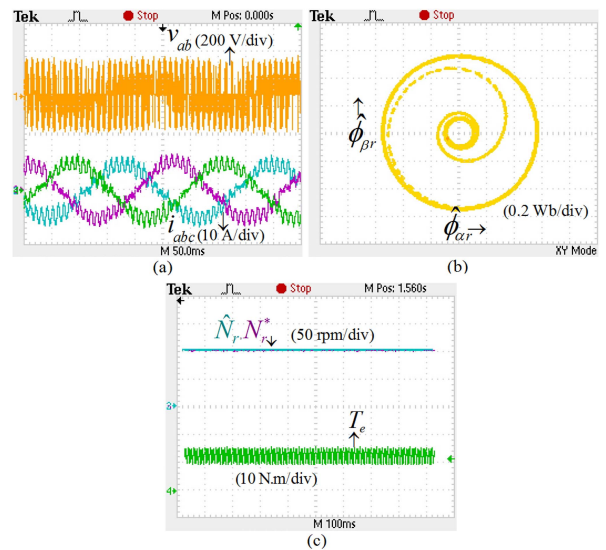 Tek Stop M Pos: 0.000s
v_ab (200 V/div)
1
3
i_abc (10 A/div)
M 50.0ms
(a)
Tek Stop
ϕ̂_βr
(0.2 Wb/div)
ϕ̂_αr
XY Mode
(b)
Tek Stop M Pos: 1.560s
N̂_r, N_r^* (50 rpm/div)
T_e
(10 N.m/div)
4
M 100ms
(c)